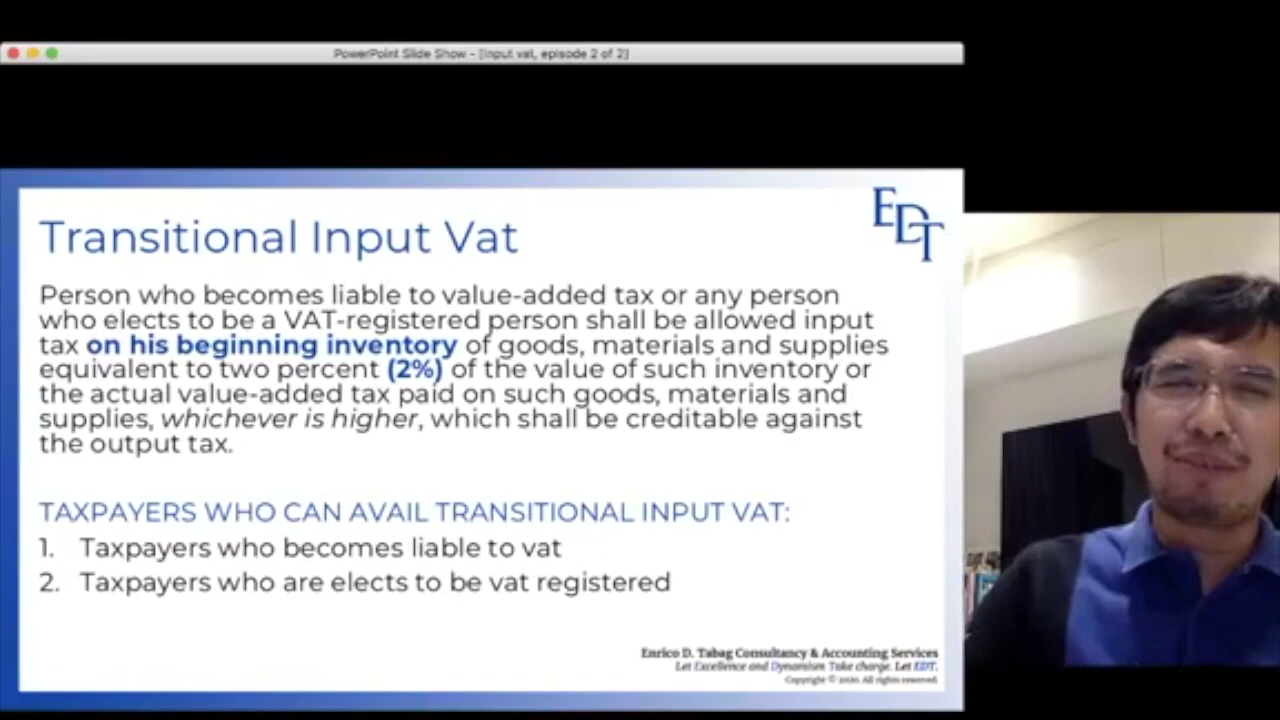 PowerPoint Slide Show - [Input vat, episode 2 of 2]
EDT
Transitional Input Vat
Person who becomes liable to value-added tax or any person
who elects to be a VAT-registered person shall be allowed input
tax on his beginning inventory of goods, materials and supplies
equivalent to two percent (2%) of the value of such inventory or
the actual value-added tax paid on such goods, materials and
supplies, whichever is higher, which shall be creditable against
the output tax.
TAXPAYERS WHO CAN AVAIL TRANSITIONAL INPUT VAT:
1. Taxpayers who becomes liable to vat
2. Taxpayers who are elects to be vat registered
Enrico D. Tabag Consultancy & Accounting Services
Let Excellence and Dynamism Take charge. Let EDT.
Copyright © 2020. All rights reserved.